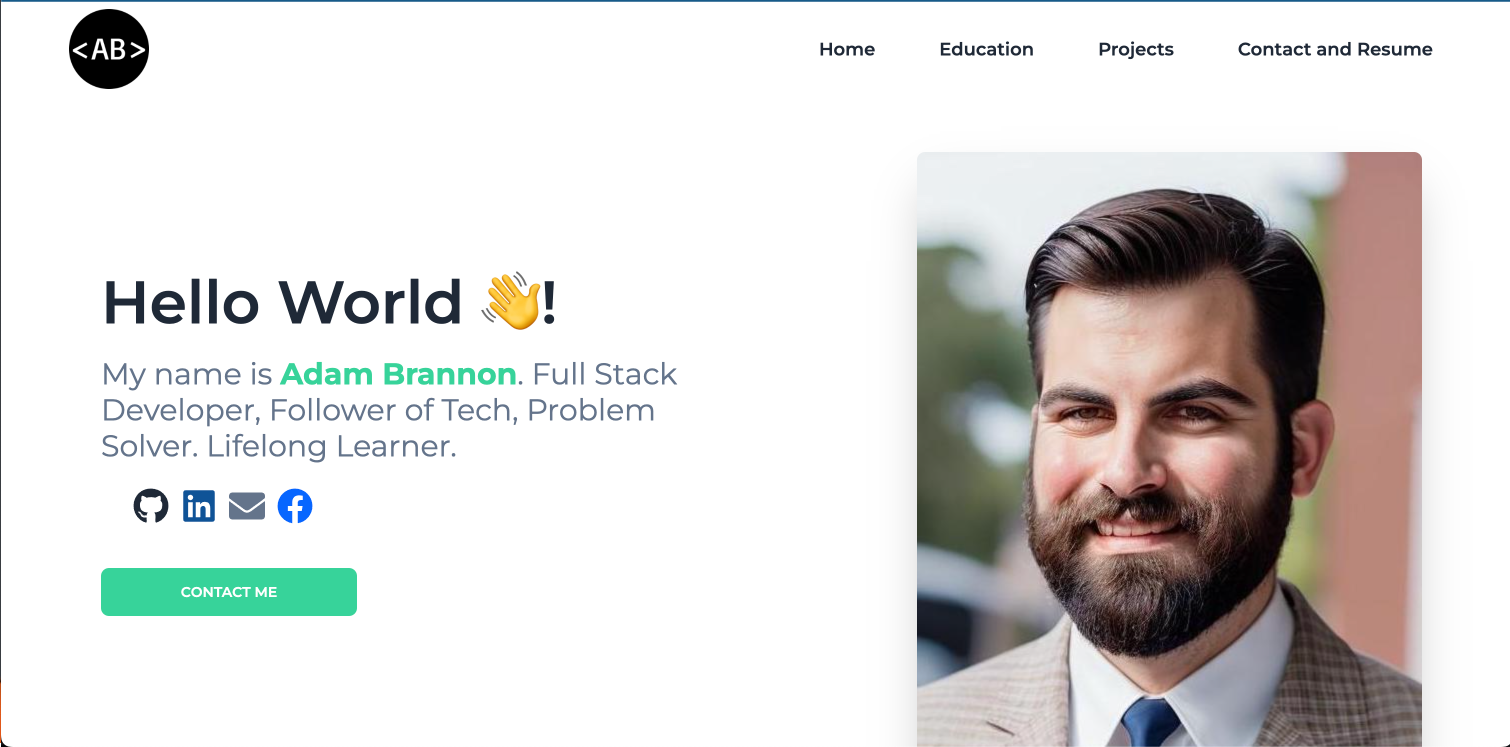 <AB>
Home Education Projects Contact and Resume
Hello World 👋!
My name is Adam Brannon. Full Stack
Developer, Follower of Tech, Problem
Solver. Lifelong Learner.
in
CONTACT ME